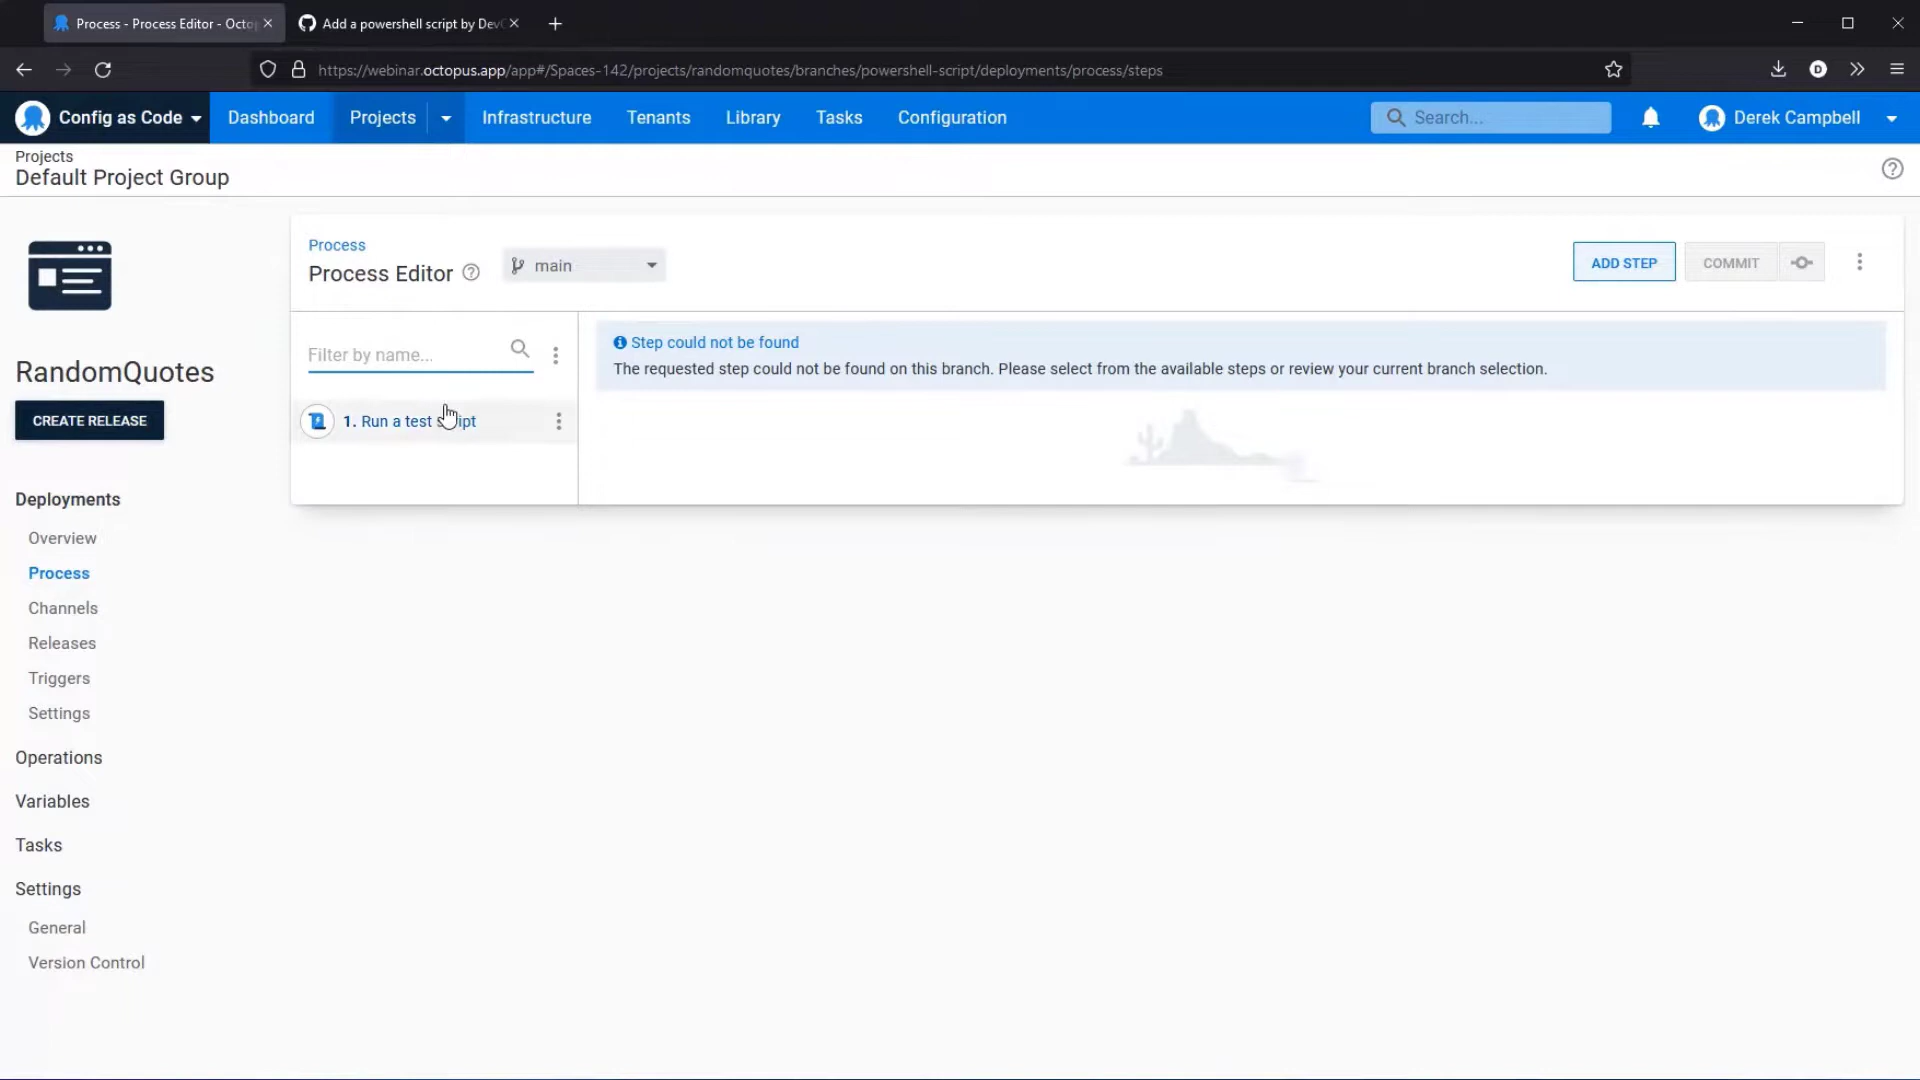 Process - Process Editor - Octo
Add a powershell script by Dev
https://webinar.octopus.app/app#/Spaces-142/projects/randomquotes/branches/powershell-script/deployments/process/steps
D
Config as Code
Dashboard
Projects
Infrastructure
Tenants
Library
Tasks
Configuration
Search...
Derek Campbell
Projects
Default Project Group
Process
Process Editor
main
ADD STEP
COMMIT
Filter by name...
Step could not be found
The requested step could not be found on this branch. Please select from the available steps or review your current branch selection.
1. Run a test script
RandomQuotes
CREATE RELEASE
Deployments
Overview
Process
Channels
Releases
Triggers
Settings
Operations
Variables
Tasks
Settings
General
Version Control